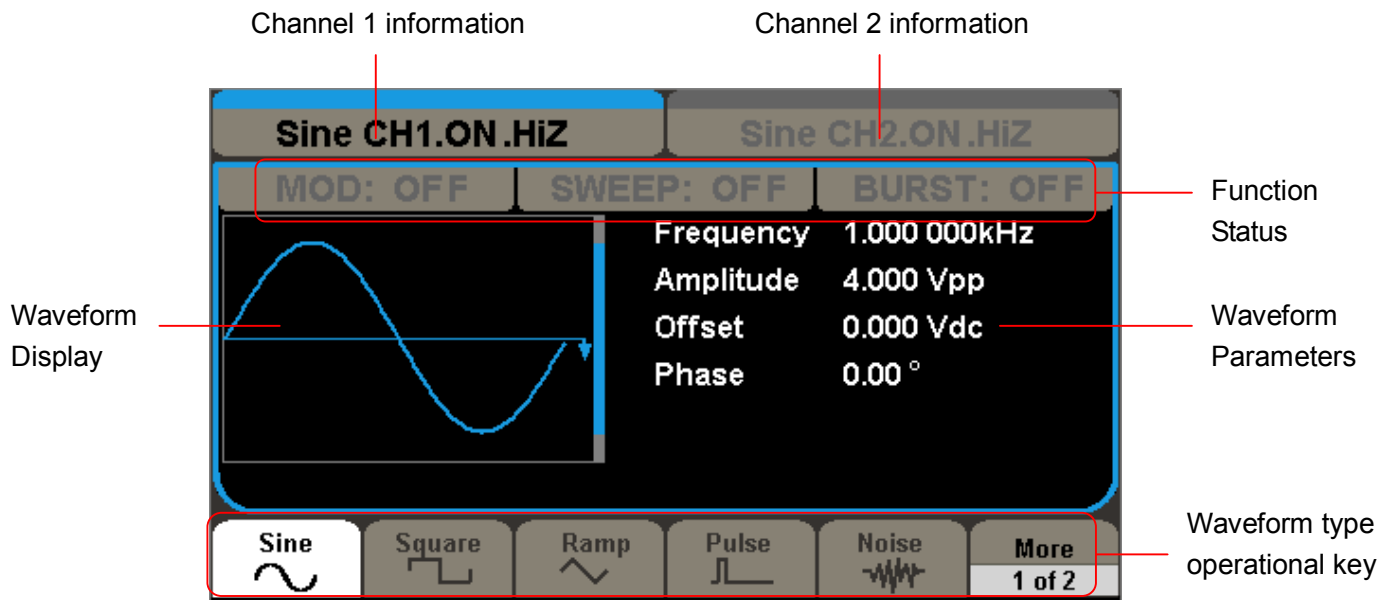 Channel 1 information
Channel 2 information
Sine CH1.ON.HiZ
Sine CH2.ON.HiZ
MOD: OFF
SWEEP: OFF
BURST: OFF
Function
Status
Frequency 1.000 000kHz
Amplitude 4.000 Vpp
Offset 0.000 Vdc
Phase 0.00 °
Waveform
Display
Waveform
Parameters
Sine
Square
Ramp
Pulse
Noise
More
1 of 2
Waveform type
operational key